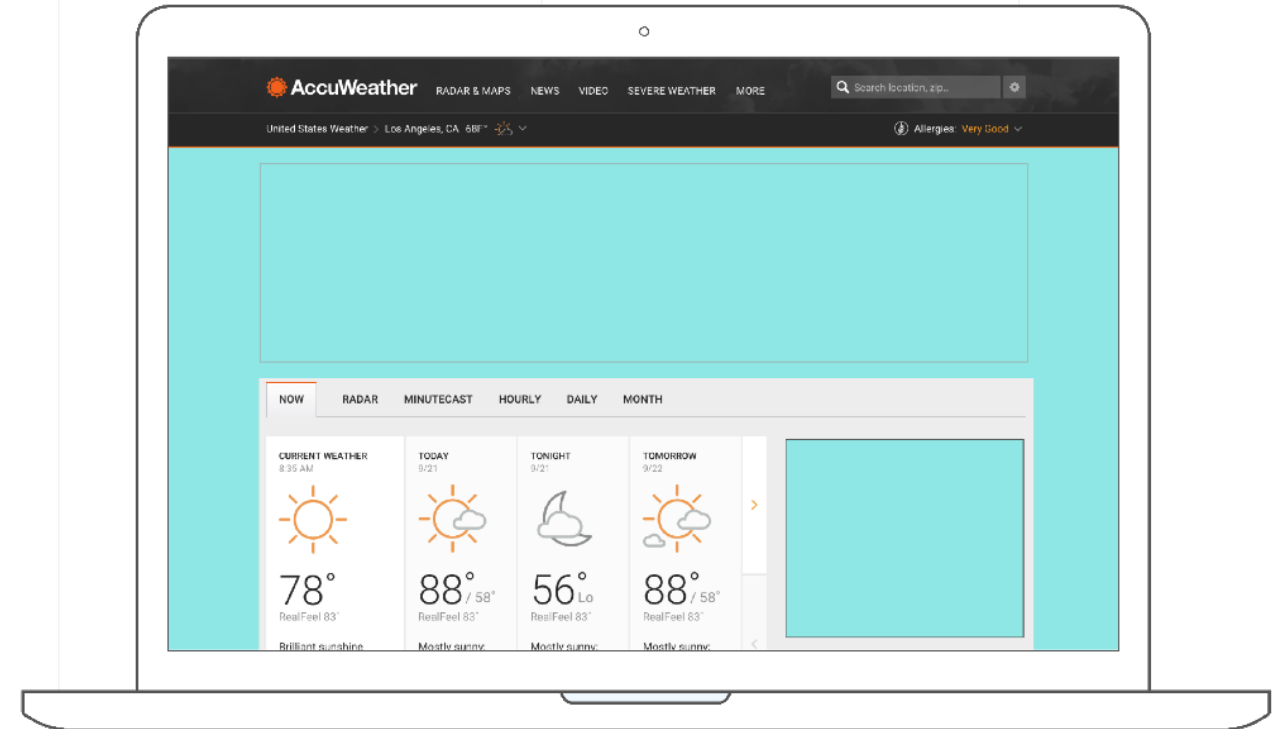 AccuWeather RADAR & MAPS NEWS VIDEO SEVERE WEATHER MORE Search location, zip..
United States Weather > Los Angeles, CA 68F° Allergies: Very Good
NOW RADAR MINUTECAST HOURLY DAILY MONTH
CURRENT WEATHER TODAY TONIGHT TOMORROW
8:35 AM 9/21 9/21 9/22
78° 88° / 58° 56° Lo 88° / 58°
RealFeel 83° RealFeel 83° RealFeel 83° RealFeel 83°
Brilliant sunshine Mostly sunny; Mostly sunny; Mostly sunny;